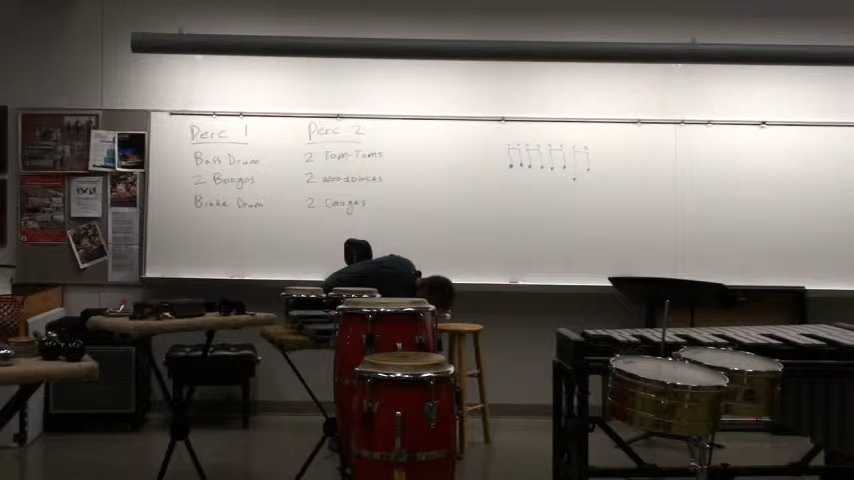 Perc 1
Bass Drum
2 Bongos
Brake Drum
Perc 2
2 Tom-Toms
2 woodblocks
2 Congas